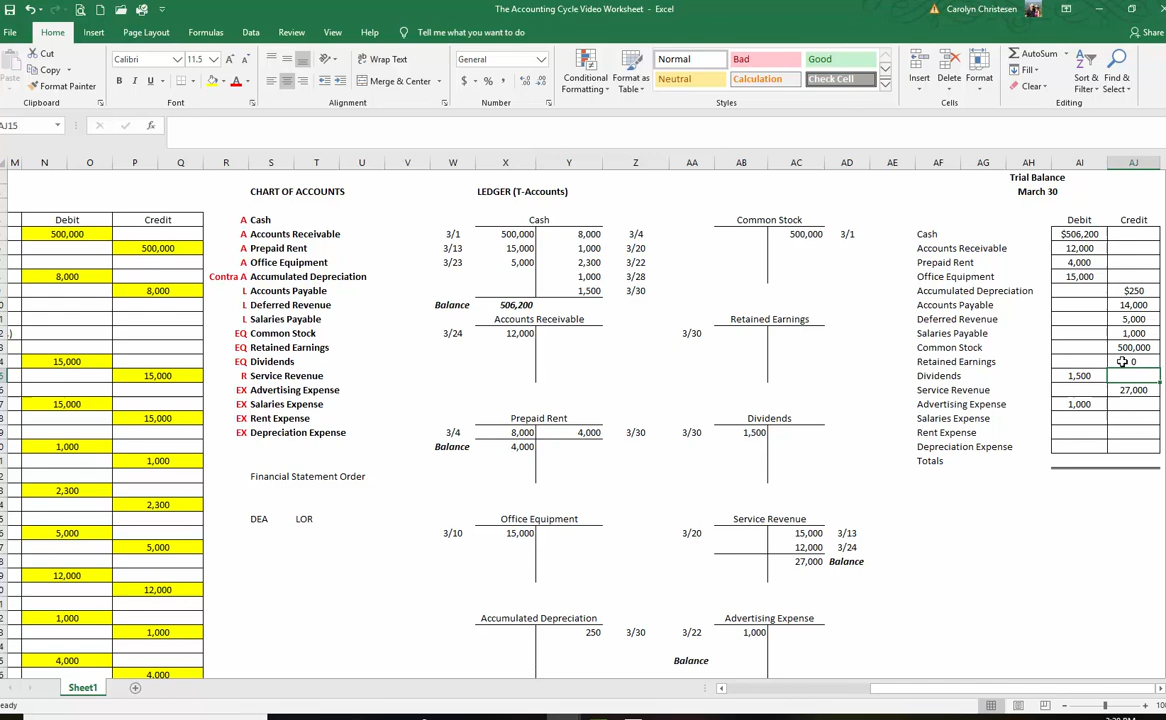 The Accounting Cycle Video Worksheet - Excel
Carolyn Christesen
File Home Insert Page Layout Formulas Data Review View Help Tell me what you want to do Share
Cut
Copy
Format Painter
Paste
Clipboard
Calibri 11.5
B I U
Font
Wrap Text
Merge & Center
Alignment
General
$ % ,
Number
Conditional Formatting
Format as Table
Normal Bad Good
Neutral Calculation Check Cell
Styles
Insert Delete Format
Cells
AutoSum
Fill
Clear
Sort & Filter
Find & Select
Editing
AJ15
fx
M N O P Q R S T U V W X Y Z AA AB AC AD AE AF AG AH AI AJ
Trial Balance
CHART OF ACCOUNTS LEDGER (T-Accounts) March 30
Debit Credit A Cash Cash Common Stock Debit Credit
500,000 A Accounts Receivable 3/1 500,000 8,000 3/4 500,000 3/1 Cash $506,200
500,000 A Prepaid Rent 3/13 15,000 1,000 3/20 Accounts Receivable 12,000
A Office Equipment 3/23 5,000 2,300 3/22 Prepaid Rent 4,000
8,000 Contra A Accumulated Depreciation 1,000 3/28 Office Equipment 15,000
8,000 L Accounts Payable 1,500 3/30 Accumulated Depreciation $250
L Deferred Revenue Balance 506,200 Accounts Payable 14,000
L Salaries Payable Accounts Receivable Retained Earnings Deferred Revenue 5,000
EQ Common Stock 3/24 12,000 3/30 Salaries Payable 1,000
EQ Retained Earnings Common Stock 500,000
15,000 EQ Dividends Retained Earnings 0
15,000 R Service Revenue Dividends 1,500
EX Advertising Expense Service Revenue 27,000
15,000 EX Salaries Expense Advertising Expense 1,000
15,000 EX Rent Expense Prepaid Rent Dividends Salaries Expense
EX Depreciation Expense 3/4 8,000 4,000 3/30 3/30 1,500 Rent Expense
1,000 Balance 4,000 Depreciation Expense
1,000 Totals
Financial Statement Order
2,300
2,300
DEA LOR Office Equipment Service Revenue
5,000 3/10 15,000 3/20 15,000 3/13
5,000 12,000 3/24
27,000 Balance
12,000
12,000
1,000 Accumulated Depreciation Advertising Expense
1,000 250 3/30 3/22 1,000
4,000 Balance
4,000
Sheet1